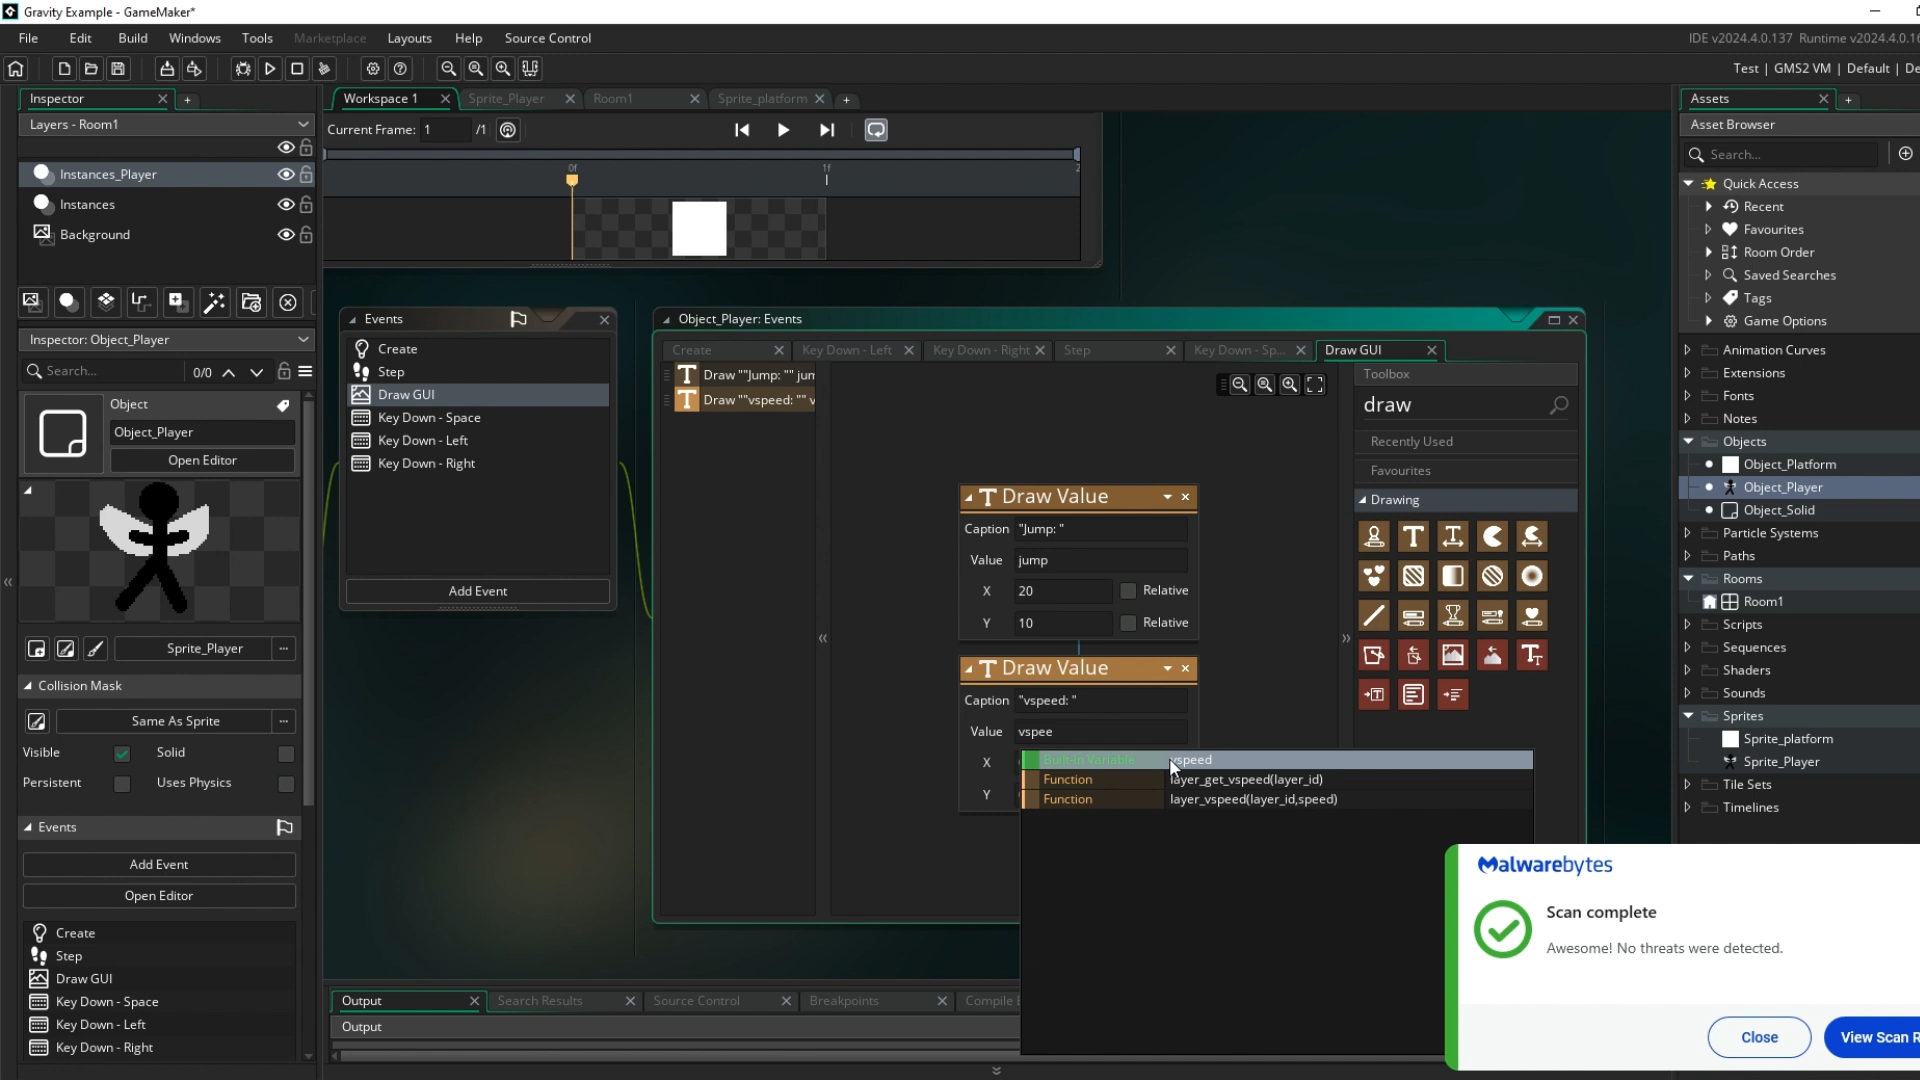 Gravity Example - GameMaker*
File Edit Build Windows Tools Marketplace Layouts Help Source Control
IDE v2024.4.0.137 Runtime v2024.4.0.16
Test | GMS2 VM | Default | De
Inspector
Layers - Room1
Instances_Player
Instances
Background
Inspector: Object_Player
Search... 0/0
Object
Object_Player
Open Editor
Sprite_Player ...
Collision Mask
Same As Sprite ...
Visible Solid
Persistent Uses Physics
Events
Add Event
Open Editor
Create
Step
Draw GUI
Key Down - Space
Key Down - Left
Key Down - Right
Workspace 1 Sprite_Player Room1 Sprite_platform
Current Frame: 1 /1
0f 1f 2
Events
Create
Step
Draw GUI
Key Down - Space
Key Down - Left
Key Down - Right
Add Event
Object_Player: Events
Create Key Down - Left Key Down - Right Step Key Down - Sp... Draw GUI
Draw ""Jump: "" jum
Draw ""vspeed: "" v
T Draw Value
Caption "Jump: "
Value jump
X 20 Relative
Y 10 Relative
T Draw Value
Caption "vspeed: "
Value vspee
X
Y
Built-in Variable vspeed
Function layer_get_vspeed(layer_id)
Function layer_vspeed(layer_id,speed)
Toolbox
draw
Recently Used
Favourites
Drawing
Output Search Results Source Control Breakpoints Compile E
Output
Assets
Asset Browser
Search...
Quick Access
Recent
Favourites
Room Order
Saved Searches
Tags
Game Options
Animation Curves
Extensions
Fonts
Notes
Objects
Object_Platform
Object_Player
Object_Solid
Particle Systems
Paths
Rooms
Room1
Scripts
Sequences
Shaders
Sounds
Sprites
Sprite_platform
Sprite_Player
Tile Sets
Timelines
Malwarebytes
Scan complete
Awesome! No threats were detected.
Close View Scan R